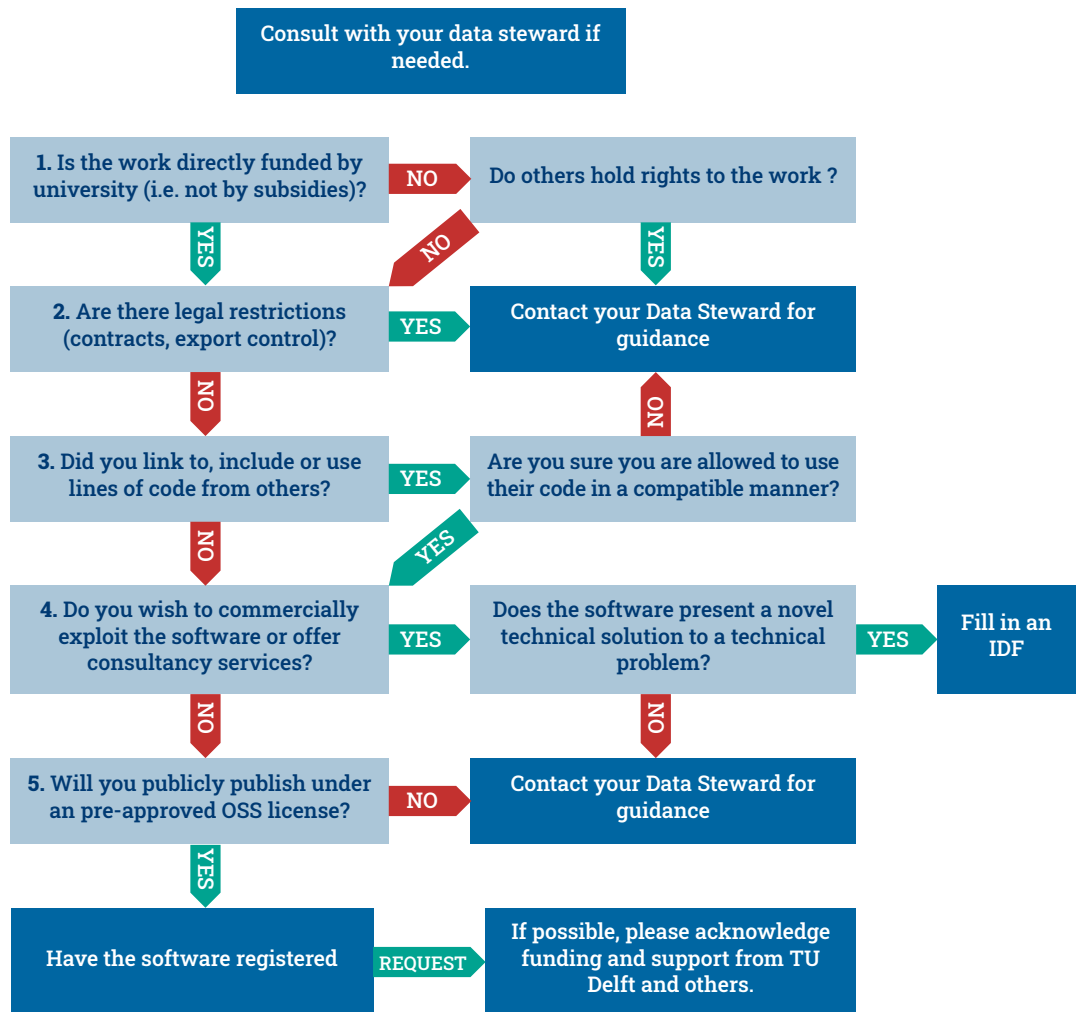 Consult with your data steward if
needed.
1. Is the work directly funded by
university (i.e. not by subsidies)?
NO
Do others hold rights to the work ?
YES
NO
YES
2. Are there legal restrictions
(contracts, export control)?
YES
Contact your Data Steward for
guidance
NO
NO
3. Did you link to, include or use
lines of code from others?
YES
Are you sure you are allowed to use
their code in a compatible manner?
NO
YES
4. Do you wish to commercially
exploit the software or offer
consultancy services?
YES
Does the software present a novel
technical solution to a technical
problem?
YES
Fill in an
IDF
NO
NO
5. Will you publicly publish under
an pre-approved OSS license?
NO
Contact your Data Steward for
guidance
YES
Have the software registered
REQUEST
If possible, please acknowledge
funding and support from TU
Delft and others.